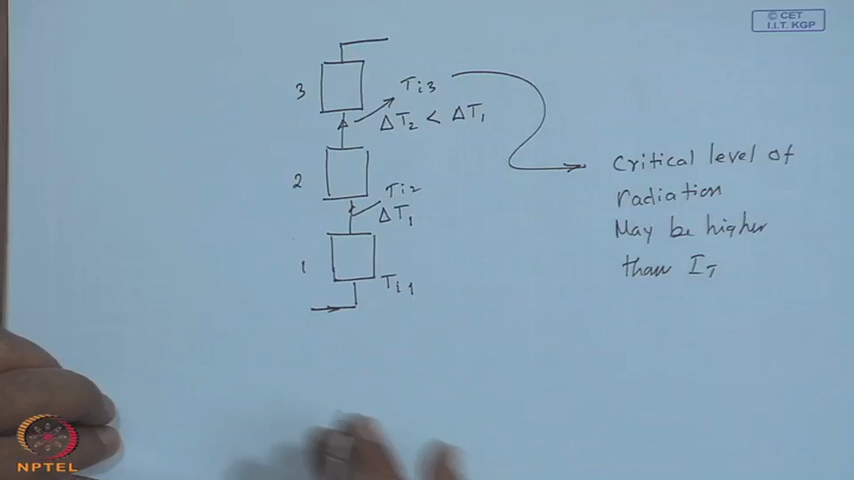 © CET
I.I.T. KGP
3
Ti3
ΔT2 < ΔT1
2
Ti2
ΔT1
1
Ti1
Critical level of
radiation
May be higher
than IT
NPTEL